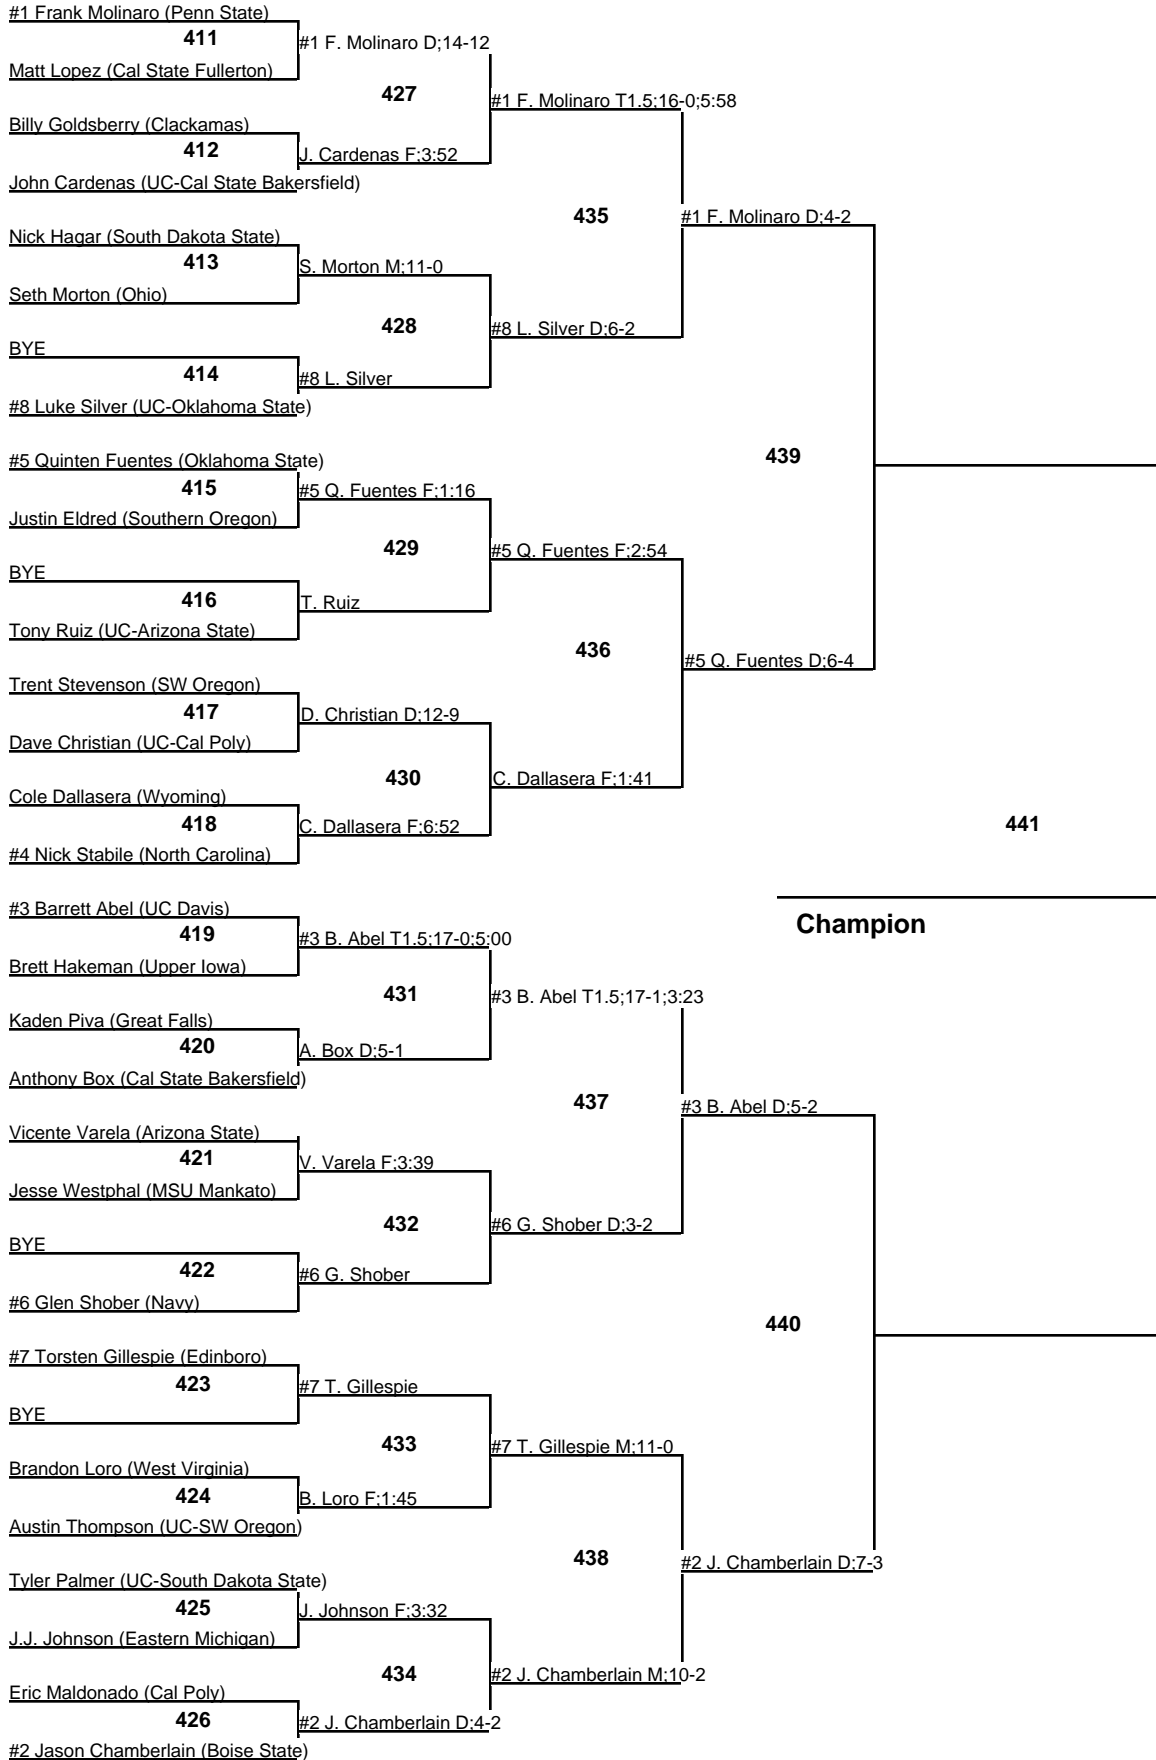 #1 Frank Molinaro (Penn State)
411
#1 F. Molinaro D;14-12
Matt Lopez (Cal State Fullerton)
427
#1 F. Molinaro T1.5;16-0;5:58
Billy Goldsberry (Clackamas)
412
J. Cardenas F;3:52
John Cardenas (UC-Cal State Bakersfield)
435
#1 F. Molinaro D;4-2
Nick Hagar (South Dakota State)
413
S. Morton M;11-0
Seth Morton (Ohio)
428
#8 L. Silver D;6-2
BYE
414
#8 L. Silver
#8 Luke Silver (UC-Oklahoma State)
439
#5 Quinten Fuentes (Oklahoma State)
415
#5 Q. Fuentes F;1:16
Justin Eldred (Southern Oregon)
429
#5 Q. Fuentes F;2:54
BYE
416
T. Ruiz
Tony Ruiz (UC-Arizona State)
436
#5 Q. Fuentes D;6-4
Trent Stevenson (SW Oregon)
417
D. Christian D;12-9
Dave Christian (UC-Cal Poly)
430
C. Dallasera F;1:41
Cole Dallasera (Wyoming)
418
C. Dallasera F;6:52
#4 Nick Stabile (North Carolina)
441
Champion
#3 Barrett Abel (UC Davis)
419
#3 B. Abel T1.5;17-0;5:00
Brett Hakeman (Upper Iowa)
431
#3 B. Abel T1.5;17-1;3:23
Kaden Piva (Great Falls)
420
A. Box D;5-1
Anthony Box (Cal State Bakersfield)
437
#3 B. Abel D;5-2
Vicente Varela (Arizona State)
421
V. Varela F;3:39
Jesse Westphal (MSU Mankato)
432
#6 G. Shober D;3-2
BYE
422
#6 G. Shober
#6 Glen Shober (Navy)
440
#7 Torsten Gillespie (Edinboro)
423
#7 T. Gillespie
BYE
433
#7 T. Gillespie M;11-0
Brandon Loro (West Virginia)
424
B. Loro F;1:45
Austin Thompson (UC-SW Oregon)
438
#2 J. Chamberlain D;7-3
Tyler Palmer (UC-South Dakota State)
425
J. Johnson F;3:32
J.J. Johnson (Eastern Michigan)
434
#2 J. Chamberlain M;10-2
Eric Maldonado (Cal Poly)
426
#2 J. Chamberlain D;4-2
#2 Jason Chamberlain (Boise State)